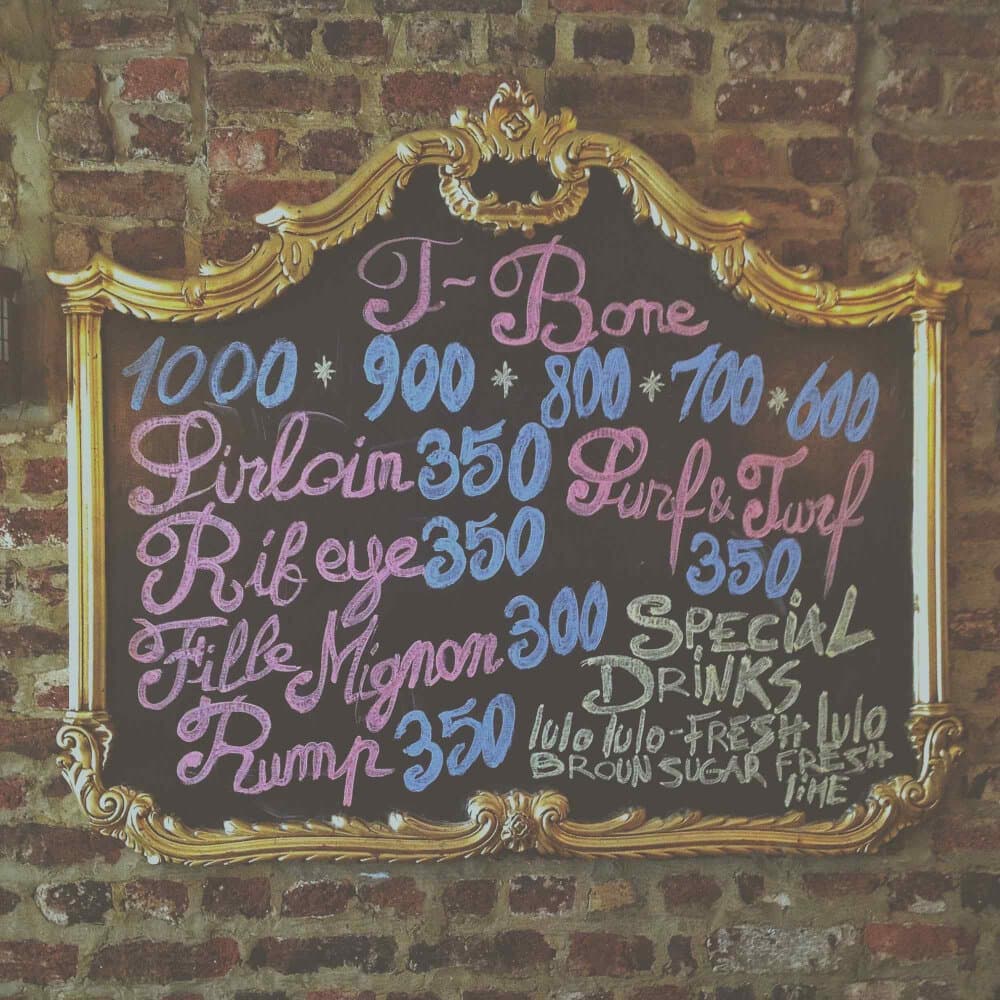 T~Bone
1000 * 900 * 800 * 700 * 600
Sirloin 350
Surf & Turf
350
Rib eye 350
Fille Mignon 300
Rump 350
SPECiAL
DRiNKS
lulo lulo-FRESH lulo
BROUN SUGAR FRESH
liME